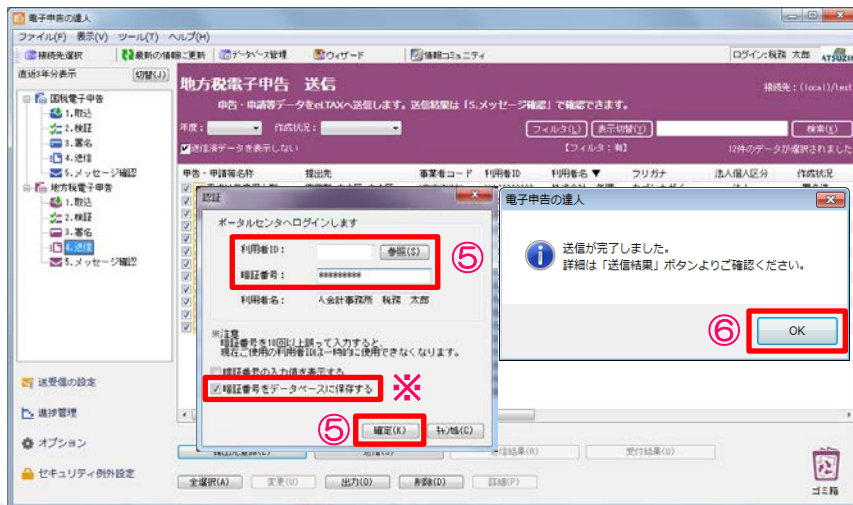 電子申告の達人
ファイル(F) 表示(V) ツール(T) ヘルプ(H)
接続先選択 最新の情報に更新 データベース管理 ウィザード 情報コミュニティ ログイン:税務 太郎
直近3年分表示 切替(J)
国税電子申告
1.取込
2.検証
3.署名
4.送信
5.メッセージ確認
地方税電子申告
1.取込
2.検証
3.署名
4.送信
5.メッセージ確認
送受信の設定
進捗管理
オプション
セキュリティ例外設定
地方税電子申告 送信
接続先:(local)/test
申告・申請等データをeLTAXへ送信します。送信結果は「5.メッセージ確認」で確認できます。
年度: 作成状況: フィルタ(L) 表示切替(Y) 検索(E)
送信済データを表示しない 【フィルタ:有】 12件のデータが選択されました
申告・申請等名称 提出先 事業者コード 利用者ID 利用者名▼ フリガナ 法人個人区分 作成状況
認証
ポータルセンタへログインします
利用者ID: 参照(S)
⑤
暗証番号: *********
利用者名: 人会計事務所 税務 太郎
※注意
暗証番号を10回以上誤って入力すると、
現在ご使用の利用者IDは一時的に使用できなくなります。
暗証番号の入力値を表示する
暗証番号をデータベースに保存する ※
⑤ 確定(K) ｷｬﾝｾﾙ(C)
電子申告の達人
送信が完了しました。
詳細は「送信結果」ボタンよりご確認ください。
⑥ OK
受付結果(Q)
全選択(A) 変更(U) 出力(O) 削除(D) 詳細(P)
ゴミ箱